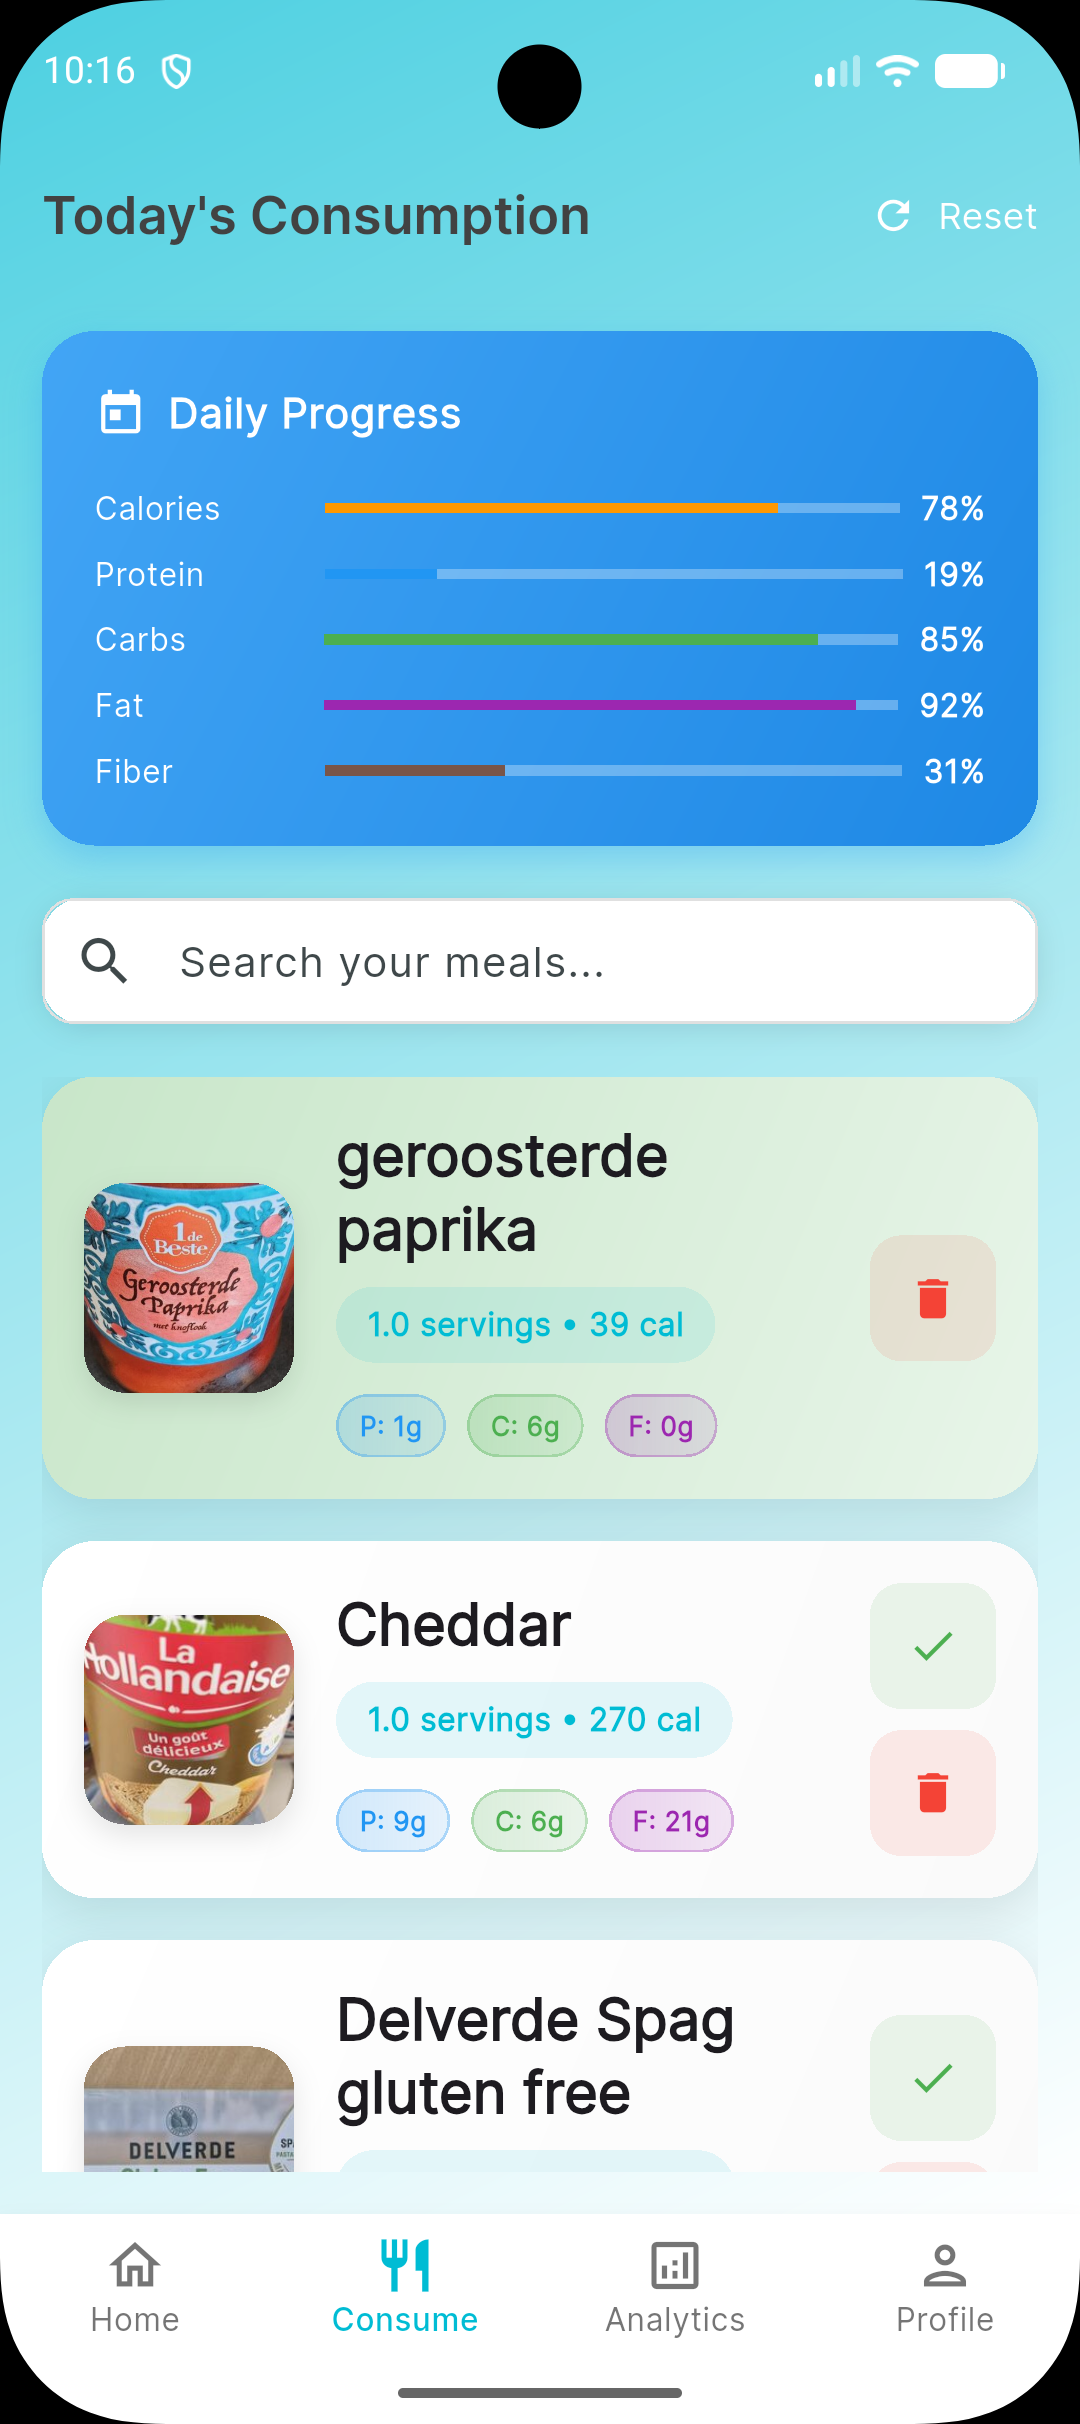 10:16
Today's Consumption
Reset
Daily Progress
Calories 78%
Protein 19%
Carbs 85%
Fat 92%
Fiber 31%
Search your meals...
geroosterde
paprika
1.0 servings • 39 cal
P: 1g C: 6g F: 0g
1 de
Beste
Geroosterde
Paprika
met knoflook
Cheddar
1.0 servings • 270 cal
P: 9g C: 6g F: 21g
La
Hollandaise
Un goût
délicieux
Cheddar
Delverde Spag
gluten free
DELVERDE
Home Consume Analytics Profile